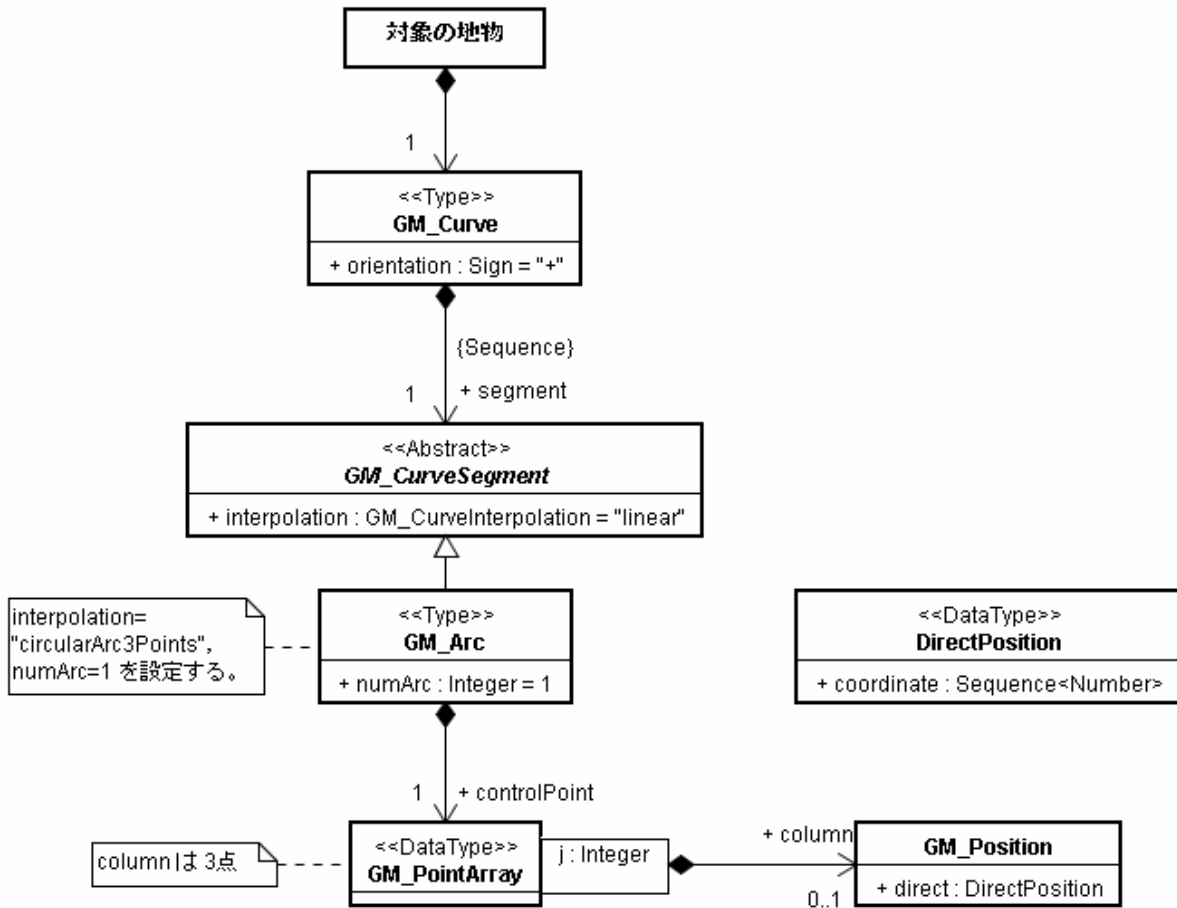 対象の地物
1
<<Type>>
GM_Curve
+ orientation : Sign = "+"
{Sequence}
1
+ segment
<<Abstract>>
GM_CurveSegment
+ interpolation : GM_CurveInterpolation = "linear"
interpolation=
"circularArc3Points",
numArc=1 を設定する。
<<Type>>
GM_Arc
+ numArc : Integer = 1
<<DataType>>
DirectPosition
+ coordinate : Sequence<Number>
1
+ controlPoint
columnは 3点
<<DataType>>
GM_PointArray
j : Integer
+ column
0..1
GM_Position
+ direct : DirectPosition